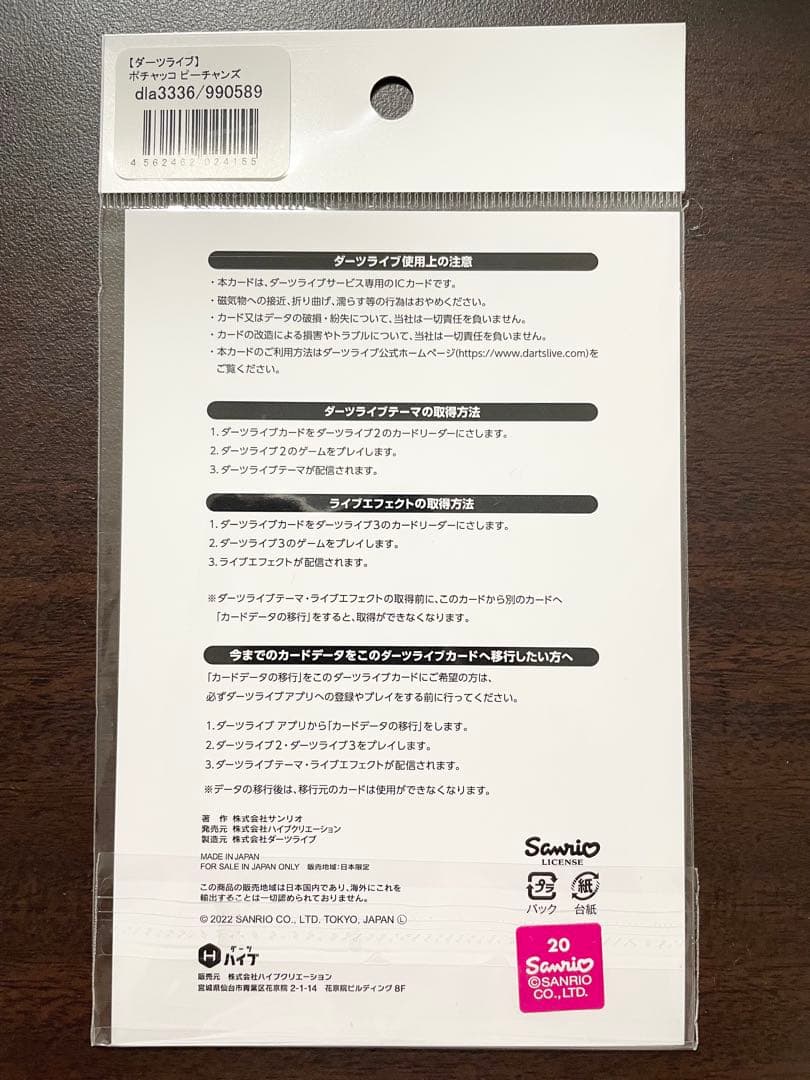 【ダーツライブ】
ポチャッコ ピーチャンズ
dla3336/990589
4 562462 024155
ダーツライブ使用上の注意
・本カードは、ダーツライブサービス専用のICカードです。
・磁気物への接近、折り曲げ、濡らす等の行為はおやめください。
・カード又はデータの破損・紛失について、当社は一切責任を負いません。
・カードの改造による損害やトラブルについて、当社は一切責任を負いません。
・本カードのご利用方法はダーツライブ公式ホームページ(https://www.dartslive.com)を
ご覧ください。
ダーツライブテーマの取得方法
1. ダーツライブカードをダーツライブ2のカードリーダーにさします。
2. ダーツライブ2のゲームをプレイします。
3. ダーツライブテーマが配信されます。
ライブエフェクトの取得方法
1. ダーツライブカードをダーツライブ3のカードリーダーにさします。
2. ダーツライブ3のゲームをプレイします。
3. ライブエフェクトが配信されます。
※ダーツライブテーマ・ライブエフェクトの取得前に、このカードから別のカードへ
「カードデータの移行」をすると、取得ができなくなります。
今までのカードデータをこのダーツライブカードへ移行したい方へ
「カードデータの移行」をこのダーツライブカードにご希望の方は、
必ずダーツライブアプリへの登録やプレイをする前に行ってください。
1. ダーツライブ アプリから「カードデータの移行」をします。
2. ダーツライブ2・ダーツライブ3をプレイします。
3. ダーツライブテーマ・ライブエフェクトが配信されます。
※データの移行後は、移行元のカードは使用ができなくなります。
著 作 株式会社サンリオ
発売元 株式会社ハイブクリエーション
製造元 株式会社ダーツライブ
MADE IN JAPAN
FOR SALE IN JAPAN ONLY 販売地域:日本限定
この商品の販売地域は日本国内であり、海外にこれを
輸出することは一切認められておりません。
© 2022 SANRIO CO., LTD. TOKYO, JAPAN Ⓛ
Sanrio
LICENSE
プラ
紙
パック
台紙
H
ダーツ
ハイブ
販売元 株式会社ハイブクリエーション
宮城県仙台市青葉区花京院 2-1-14 花京院ビルディング 8F
20
Sanrio
©SANRIO
CO., LTD.